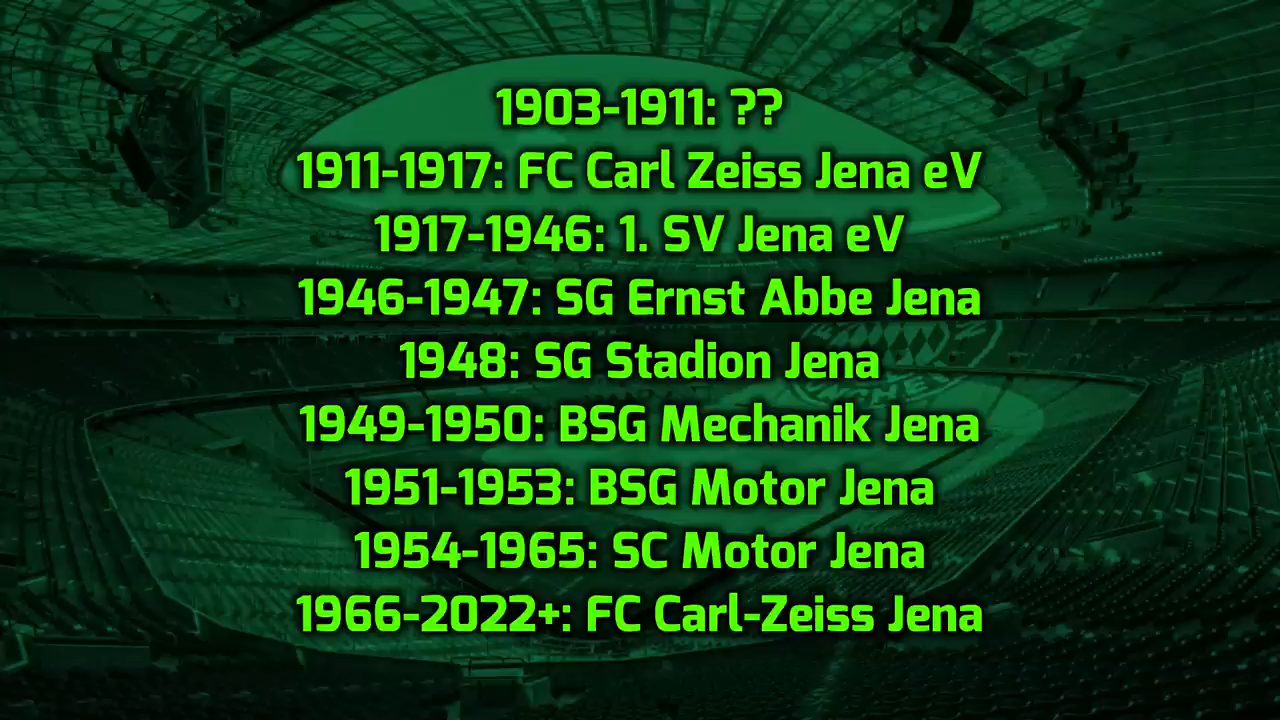 1903-1911: ??
1911-1917: FC Carl Zeiss Jena eV
1917-1946: 1. SV Jena eV
1946-1947: SG Ernst Abbe Jena
1948: SG Stadion Jena
1949-1950: BSG Mechanik Jena
1951-1953: BSG Motor Jena
1954-1965: SC Motor Jena
1966-2022+: FC Carl-Zeiss Jena